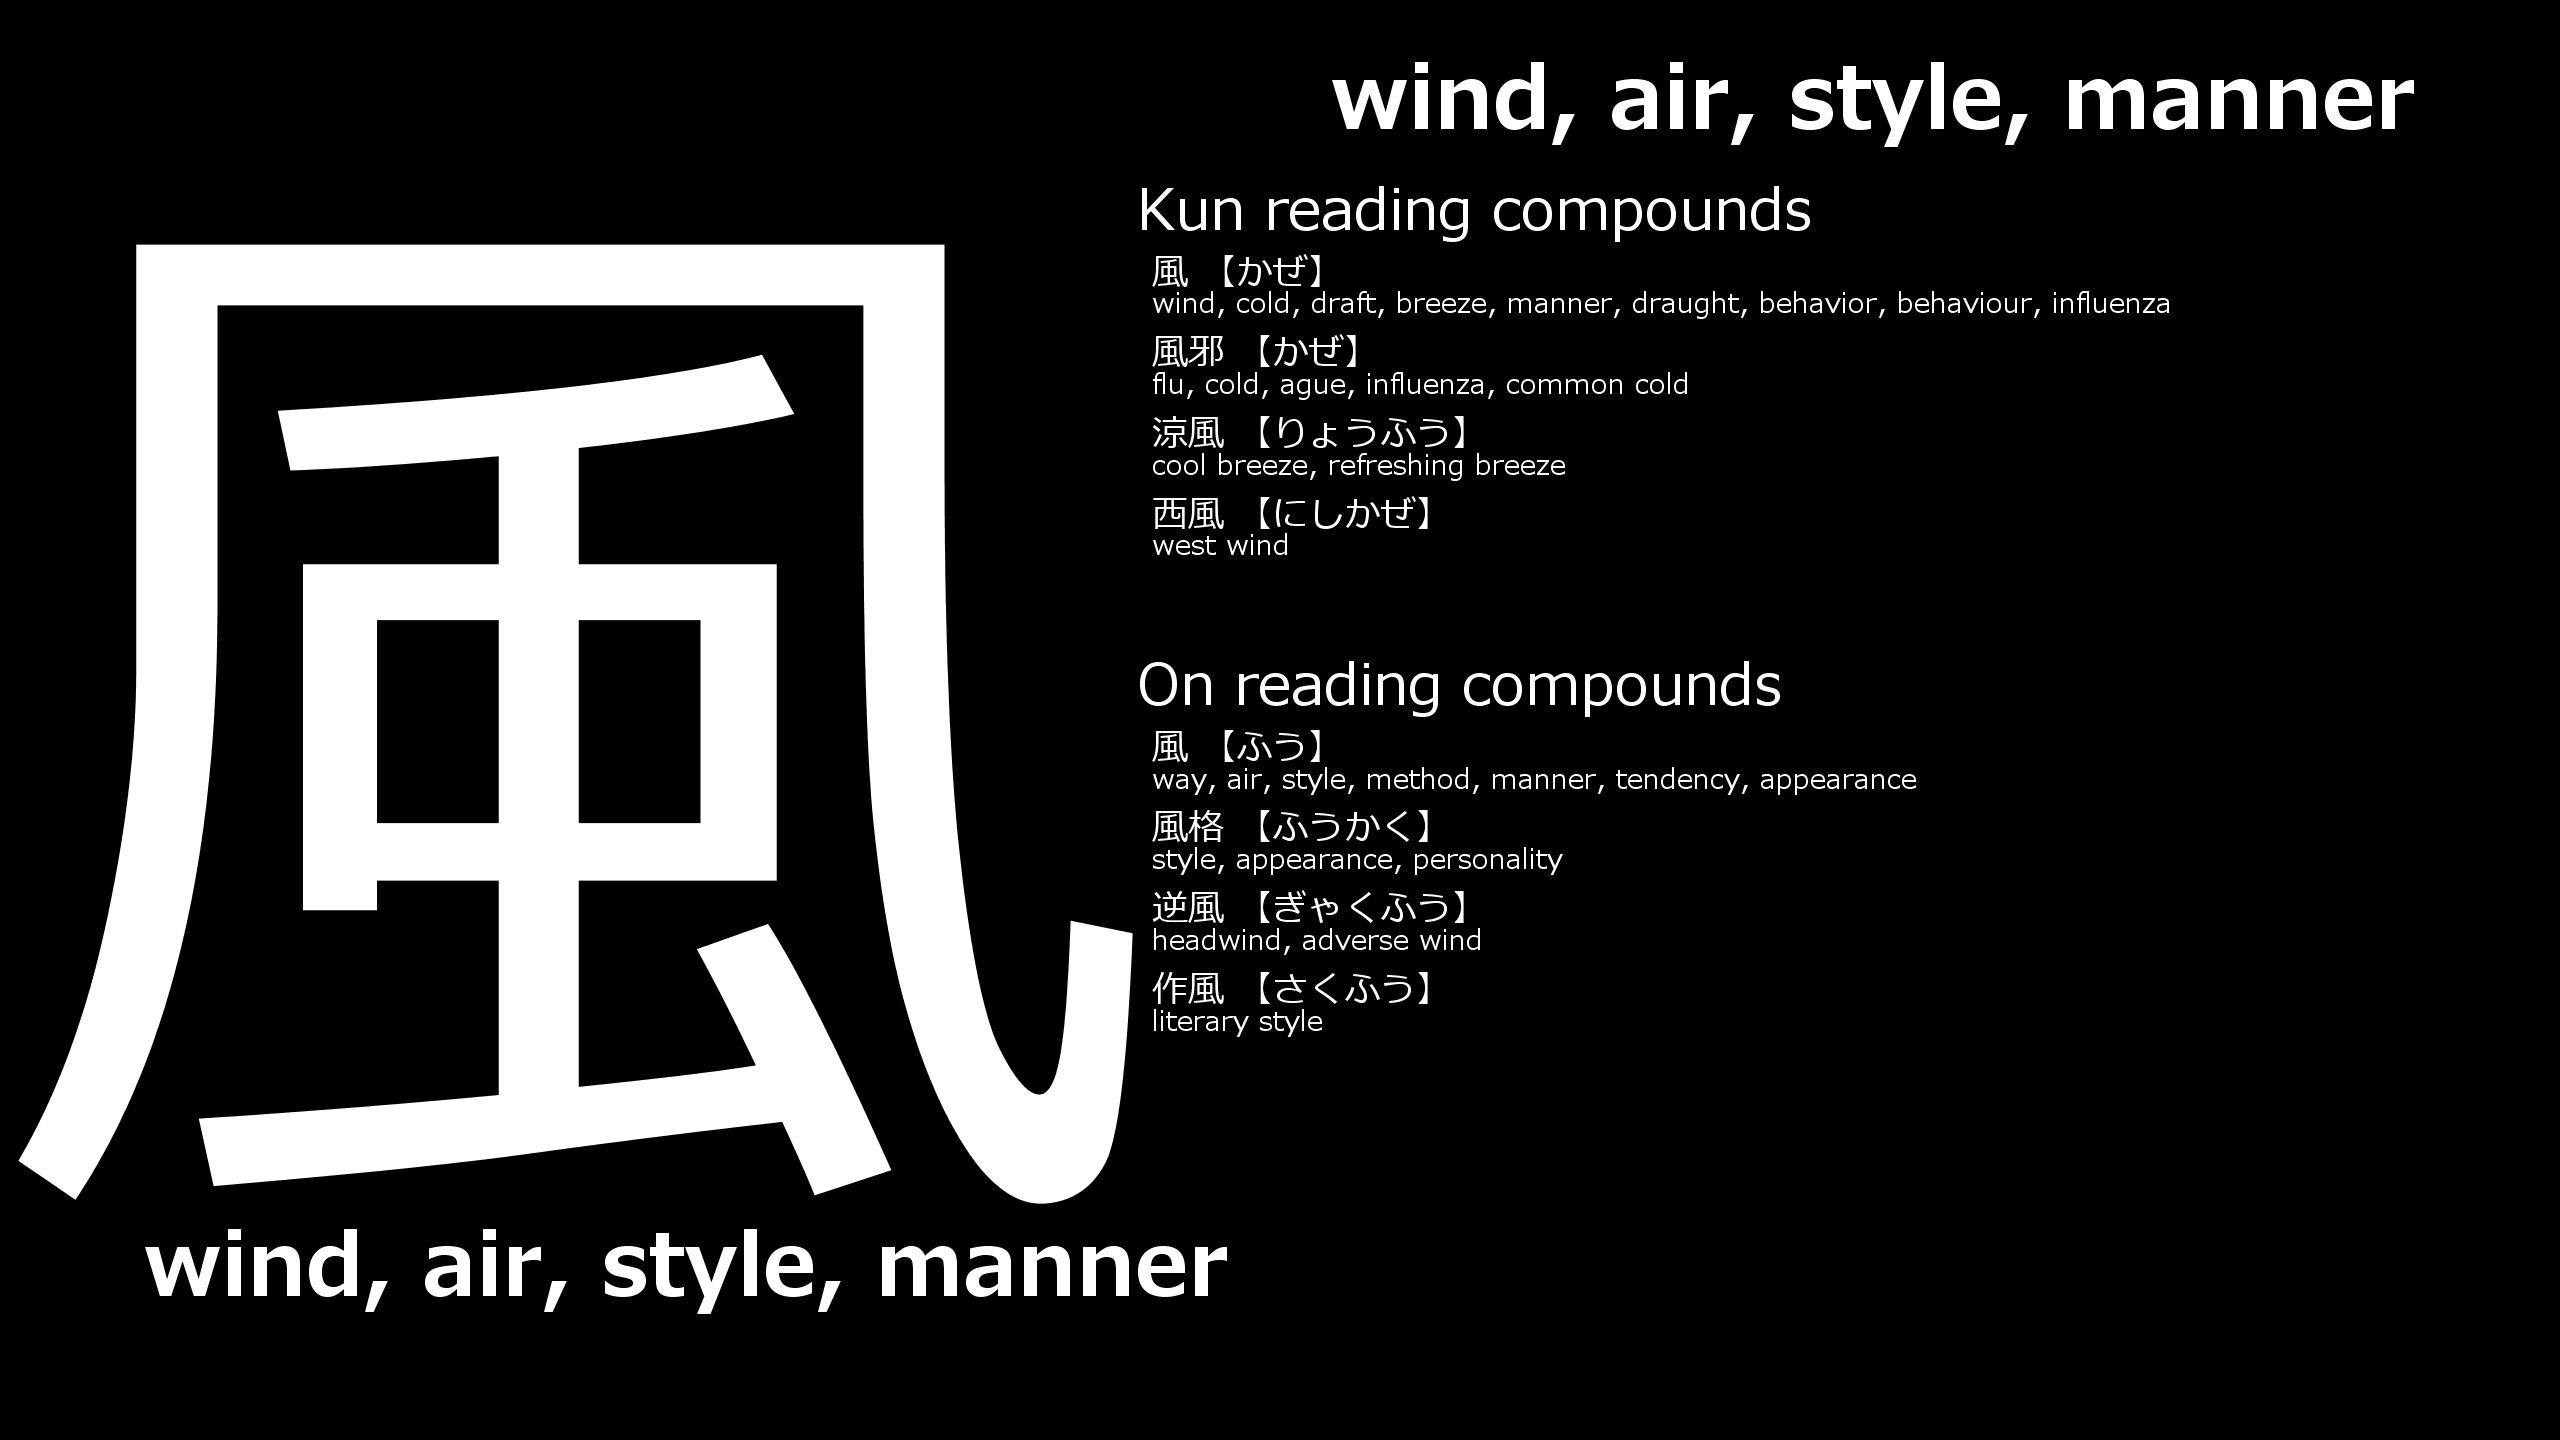 風
wind, air, style, manner
wind, air, style, manner
Kun reading compounds
風 【かぜ】
wind, cold, draft, breeze, manner, draught, behavior, behaviour, influenza
風邪 【かぜ】
flu, cold, ague, influenza, common cold
涼風 【りょうふう】
cool breeze, refreshing breeze
西風 【にしかぜ】
west wind
On reading compounds
風 【ふう】
way, air, style, method, manner, tendency, appearance
風格 【ふうかく】
style, appearance, personality
逆風 【ぎゃくふう】
headwind, adverse wind
作風 【さくふう】
literary style